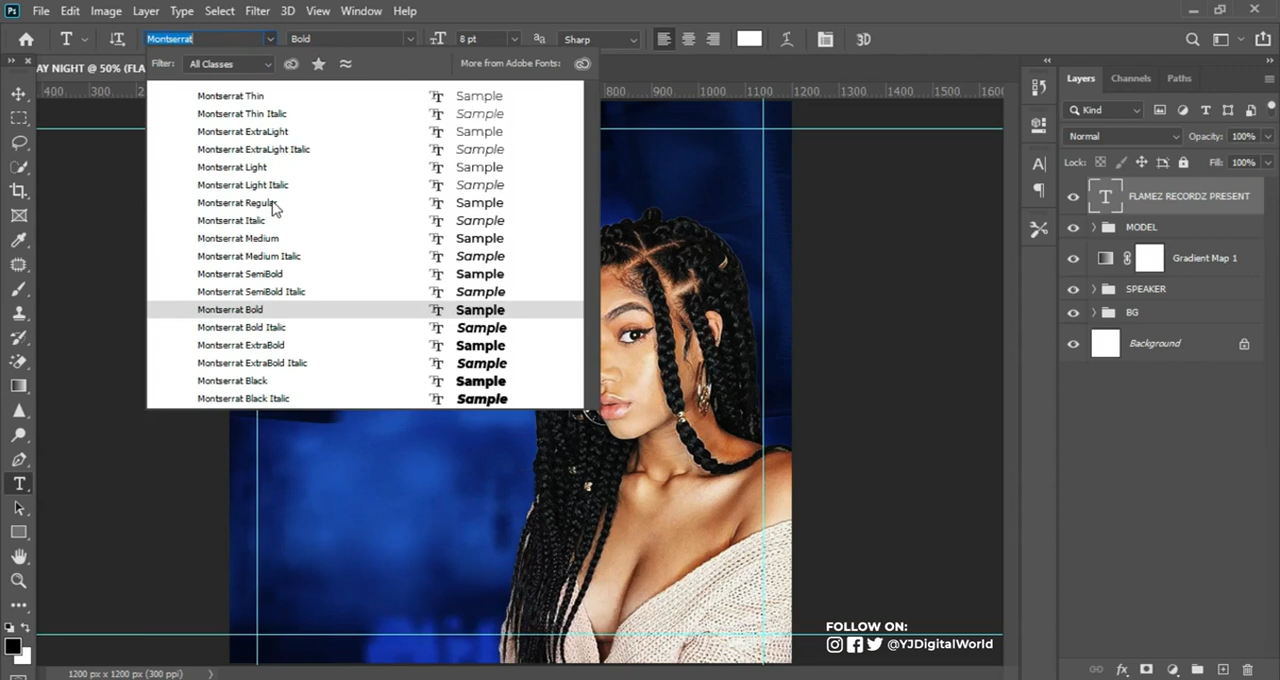 Ps File Edit Image Layer Type Select Filter 3D View Window Help
T Montserrat Bold 8 pt Sharp 3D
AY NIGHT @ 50% (FLA
Filter: All Classes More from Adobe Fonts:
400 300 800 900 1000 1100 1200 1300 1400 1500 1600
Montserrat Thin Sample
Montserrat Thin Italic Sample
Montserrat ExtraLight Sample
Montserrat ExtraLight Italic Sample
Montserrat Light Sample
Montserrat Light Italic Sample
Montserrat Regular Sample
Montserrat Italic Sample
Montserrat Medium Sample
Montserrat Medium Italic Sample
Montserrat SemiBold Sample
Montserrat SemiBold Italic Sample
Montserrat Bold Sample
Montserrat Bold Italic Sample
Montserrat ExtraBold Sample
Montserrat ExtraBold Italic Sample
Montserrat Black Sample
Montserrat Black Italic Sample
Layers Channels Paths
Kind
Normal Opacity: 100%
Lock: Fill: 100%
T FLAMEZ RECORDZ PRESENT
MODEL
Gradient Map 1
SPEAKER
BG
Background
FOLLOW ON:
@YJDigitalWorld
1200 px x 1200 px (300 ppi)